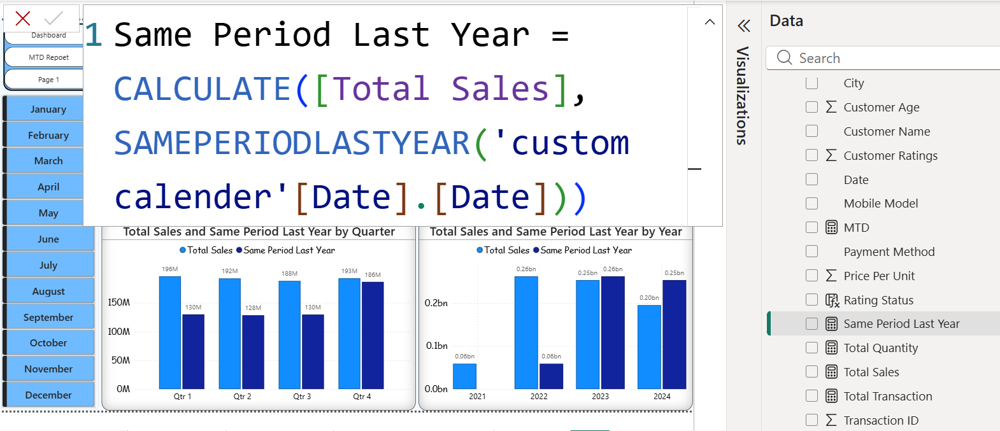 1 Same Period Last Year =
CALCULATE([Total Sales],
SAMEPERIODLASTYEAR('custom
calender'[Date].[Date]))
Dashboard
MTD Repoet
Page 1
January
February
March
April
May
June
July
August
September
October
November
December
Total Sales and Same Period Last Year by Quarter
Total Sales Same Period Last Year
196M 192M 188M 193M 186M
130M 128M 130M
150M
100M
50M
0M
Qtr 1 Qtr 2 Qtr 3 Qtr 4
Total Sales and Same Period Last Year by Year
Total Sales Same Period Last Year
0.26bn 0.25bn 0.26bn 0.25bn
0.20bn
0.06bn 0.06bn
0.2bn
0.1bn
0.0bn
2021 2022 2023 2024
Visualizations
Data
Search
City
Customer Age
Customer Name
Customer Ratings
Date
Mobile Model
MTD
Payment Method
Price Per Unit
Rating Status
Same Period Last Year
Total Quantity
Total Sales
Total Transaction
Transaction ID